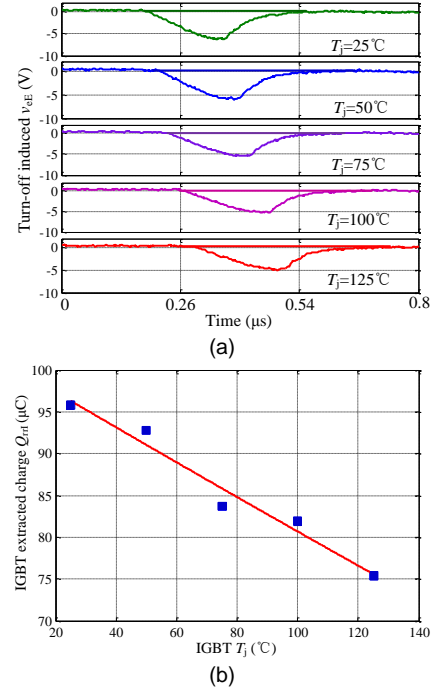 (a)
Turn-off induced veE (V)
0
-5
-10
Tj=25℃
0
-5
-10
Tj=50℃
0
-5
-10
Tj=75℃
0
-5
-10
Tj=100℃
0
-5
-10
Tj=125℃
0 0.26 0.54 0.8
Time (μs)
(a)
IGBT extracted charge Qrrl (μC)
100
95
90
85
80
75
70
20 40 60 80 100 120 140
IGBT Tj (℃)
(b)